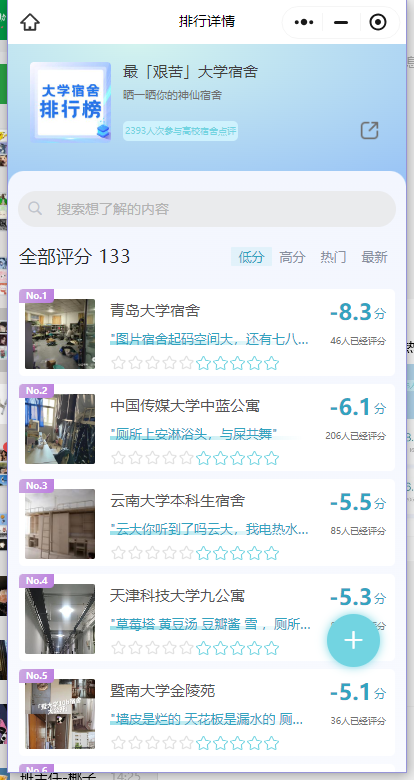 排行详情
大学宿舍
排行榜
最「艰苦」大学宿舍
晒一晒你的神仙宿舍
2393人次参与高校宿舍点评
搜索想了解的内容
全部评分 133
低分 高分 热门 最新
No.1
青岛大学宿舍
"图片宿舍起码空间大，还有七八...
-8.3分
46人已经评分
No.2
中国传媒大学中蓝公寓
"厕所上安淋浴头，与屎共舞"
-6.1分
206人已经评分
No.3
云南大学本科生宿舍
"云大你听到了吗云大，我电热水...
-5.5分
85人已经评分
No.4
天津科技大学九公寓
"草莓塔 黄豆汤 豆瓣酱 雪 ，厕所...
-5.3分
No.5
暨南大学金陵苑
"墙皮是烂的 天花板是漏水的 厕...
-5.1分
36人已经评分
No.6
14:25